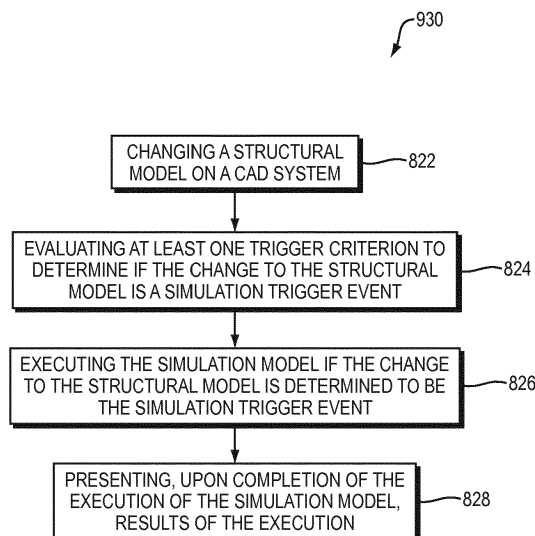 930
CHANGING A STRUCTURAL
MODEL ON A CAD SYSTEM
822
EVALUATING AT LEAST ONE TRIGGER CRITERION TO
DETERMINE IF THE CHANGE TO THE STRUCTURAL
MODEL IS A SIMULATION TRIGGER EVENT
824
EXECUTING THE SIMULATION MODEL IF THE CHANGE
TO THE STRUCTURAL MODEL IS DETERMINED TO BE
THE SIMULATION TRIGGER EVENT
826
PRESENTING, UPON COMPLETION OF THE
EXECUTION OF THE SIMULATION MODEL,
RESULTS OF THE EXECUTION
828